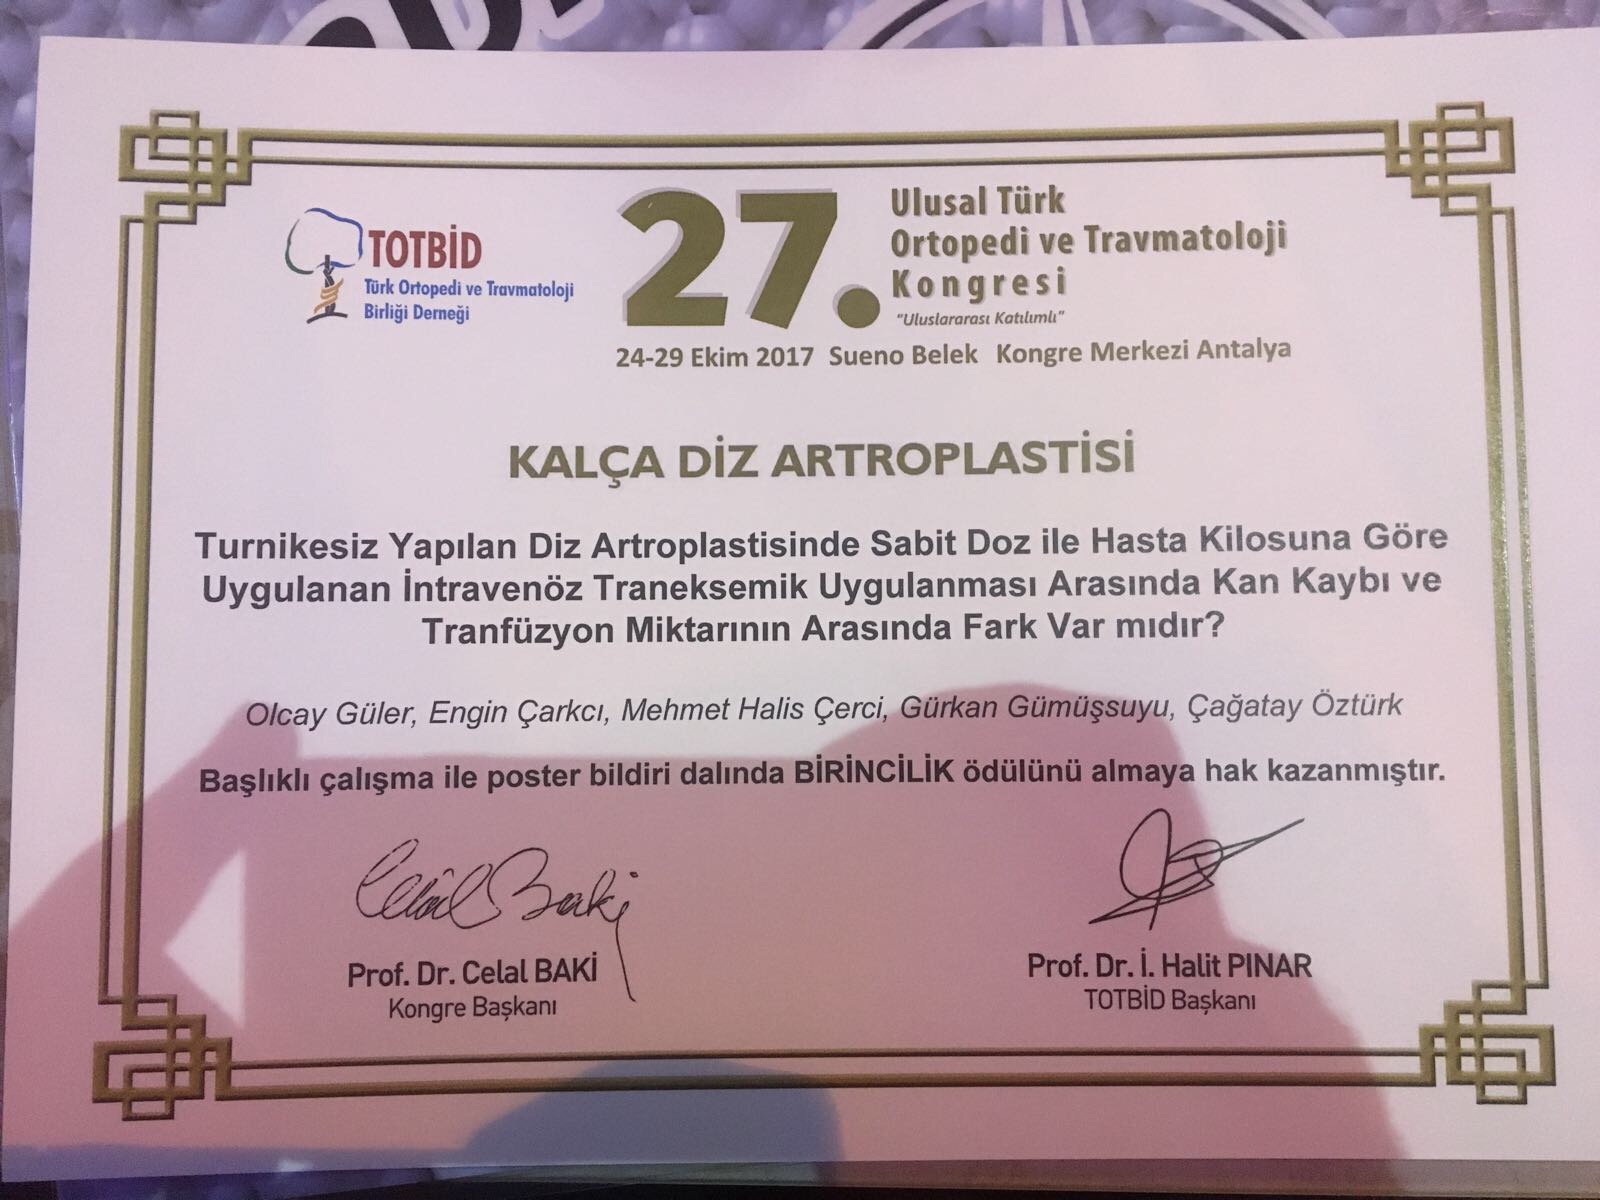 TOTBİD
Türk Ortopedi ve Travmatoloji
Birliği Derneği
27.
Ulusal Türk
Ortopedi ve Travmatoloji
Kongresi
"Uluslararası Katılımlı"
24-29 Ekim 2017 Sueno Belek Kongre Merkezi Antalya
KALÇA DİZ ARTROPLASTİSİ
Turnikesiz Yapılan Diz Artroplastisinde Sabit Doz ile Hasta Kilosuna Göre
Uygulanan İntravenöz Traneksemik Uygulanması Arasında Kan Kaybı ve
Tranfüzyon Miktarının Arasında Fark Var mıdır?
Olcay Güler, Engin Çarkcı, Mehmet Halis Çerci, Gürkan Gümüşsuyu, Çağatay Öztürk
Başlıklı çalışma ile poster bildiri dalında BİRİNCİLİK ödülünü almaya hak kazanmıştır.
Celal Baki
Prof. Dr. Celal BAKİ
Kongre Başkanı
Prof. Dr. İ. Halit PINAR
TOTBİD Başkanı